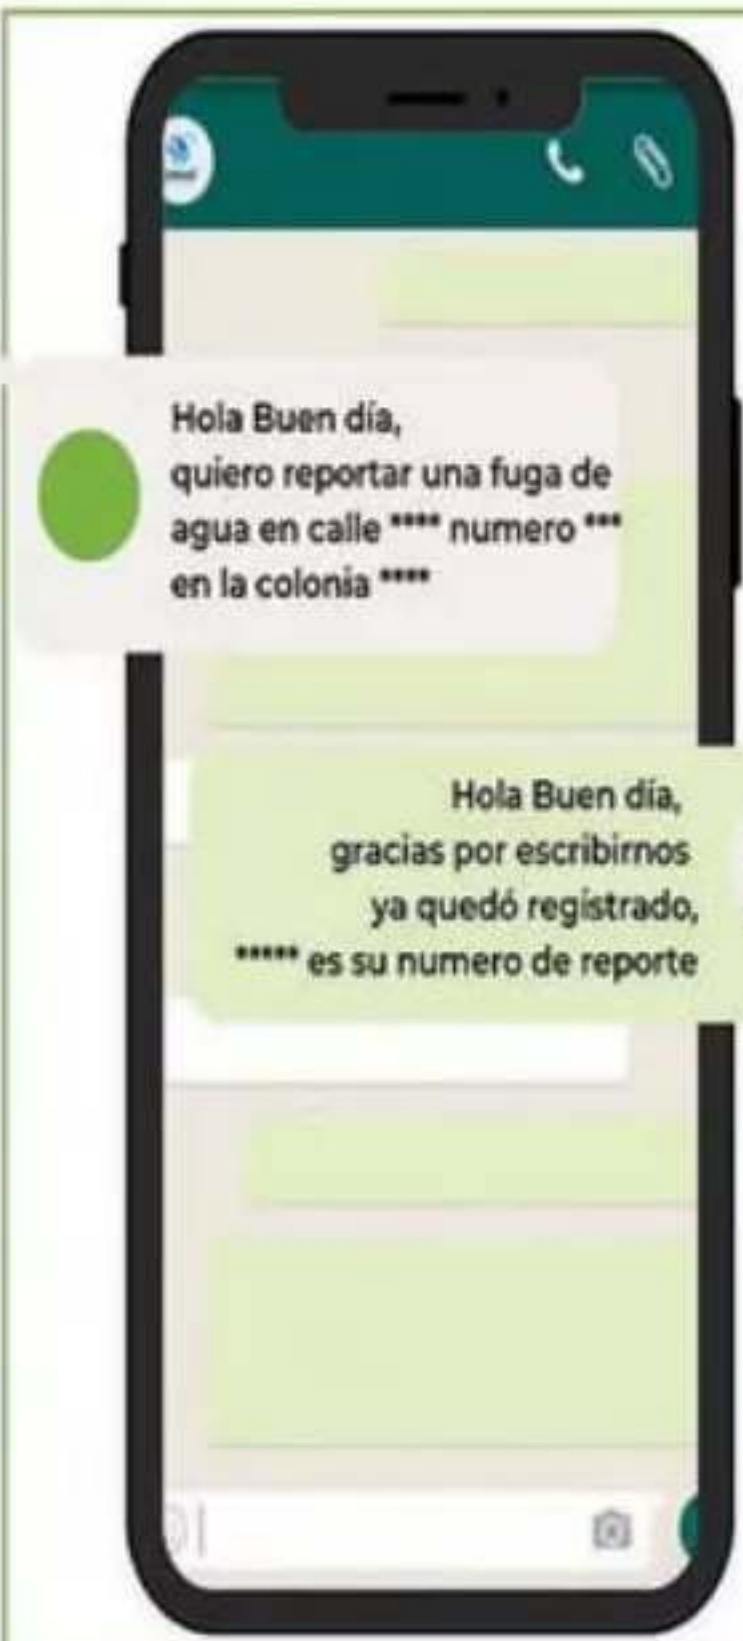 Hola Buen día,
quiero reportar una fuga de
agua en calle **** numero ***
en la colonia ****
Hola Buen día,
gracias por escribirnos
ya quedó registrado,
***** es su numero de reporte